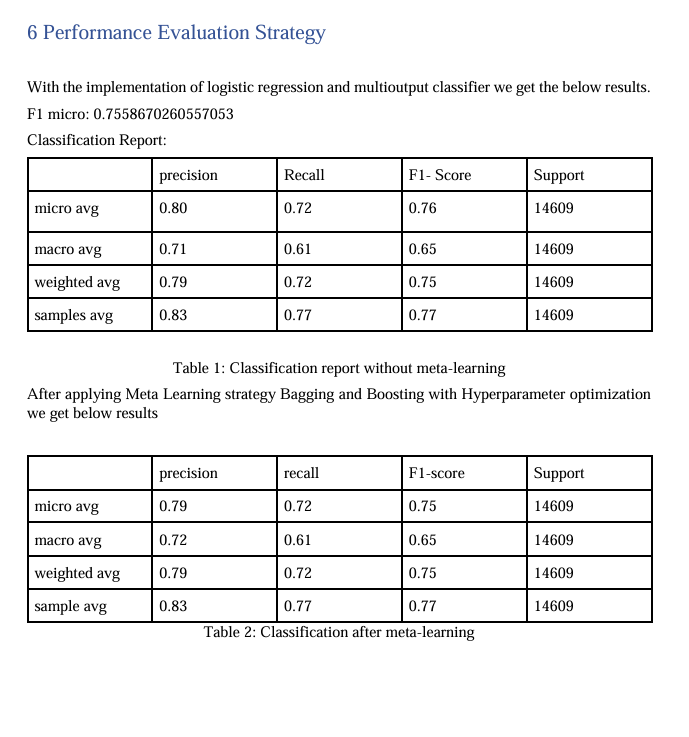 6 Performance Evaluation Strategy
With the implementation of logistic regression and multioutput classifier we get the below results.
F1 micro: 0.7558670260557053
Classification Report:
precision Recall F1- Score Support
micro avg 0.80 0.72 0.76 14609
macro avg 0.71 0.61 0.65 14609
weighted avg 0.79 0.72 0.75 14609
samples avg 0.83 0.77 0.77 14609
Table 1: Classification report without meta-learning
After applying Meta Learning strategy Bagging and Boosting with Hyperparameter optimization
we get below results
precision recall F1-score Support
micro avg 0.79 0.72 0.75 14609
macro avg 0.72 0.61 0.65 14609
weighted avg 0.79 0.72 0.75 14609
sample avg 0.83 0.77 0.77 14609
Table 2: Classification after meta-learning